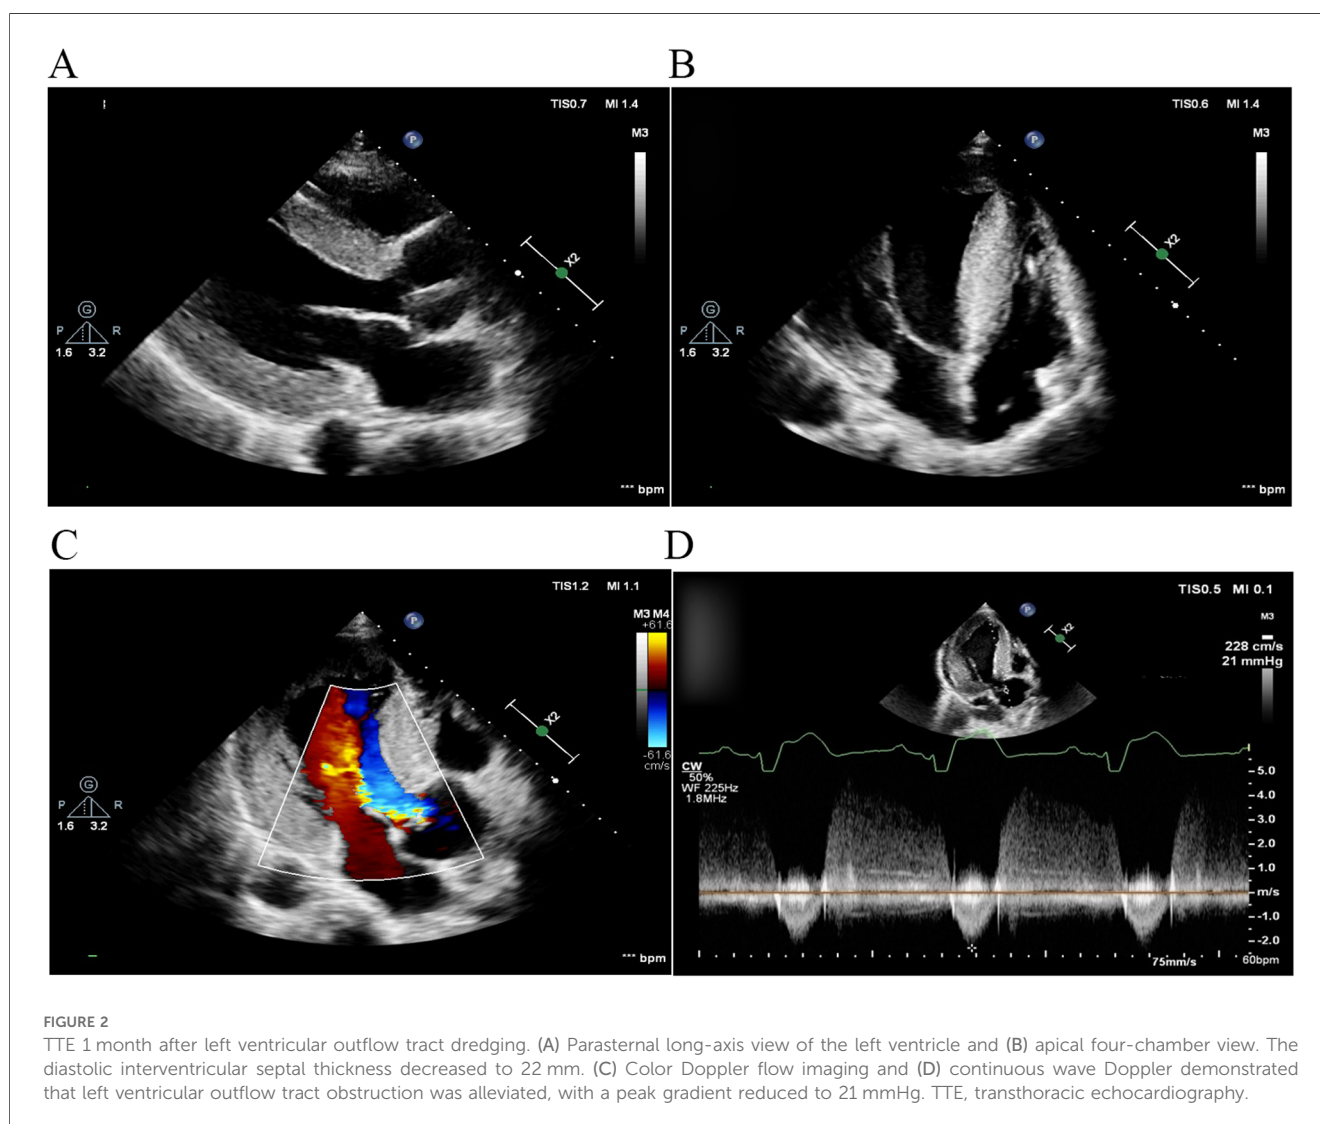 A
B
TIS0.7 MI 1.4
M3
P
X2
G
P R
1.6 3.2
*** bpm
TIS0.6 MI 1.4
M3
P
X2
G
P R
1.6 3.2
*** bpm
C
D
TIS1.2 MI 1.1
M3 M4
+61.6
P
X2
-61.6
cm/s
G
P R
1.6 3.2
*** bpm
TIS0.5 MI 0.1
M3
P
X2
228 cm/s
21 mmHg
CW
50%
WF 225Hz
1.8MHz
5.0
4.0
3.0
2.0
1.0
m/s
-1.0
-2.0
75mm/s
60bpm
FIGURE 2
TTE 1 month after left ventricular outflow tract dredging. (A) Parasternal long-axis view of the left ventricle and (B) apical four-chamber view. The
diastolic interventricular septal thickness decreased to 22 mm. (C) Color Doppler flow imaging and (D) continuous wave Doppler demonstrated
that left ventricular outflow tract obstruction was alleviated, with a peak gradient reduced to 21 mmHg. TTE, transthoracic echocardiography.